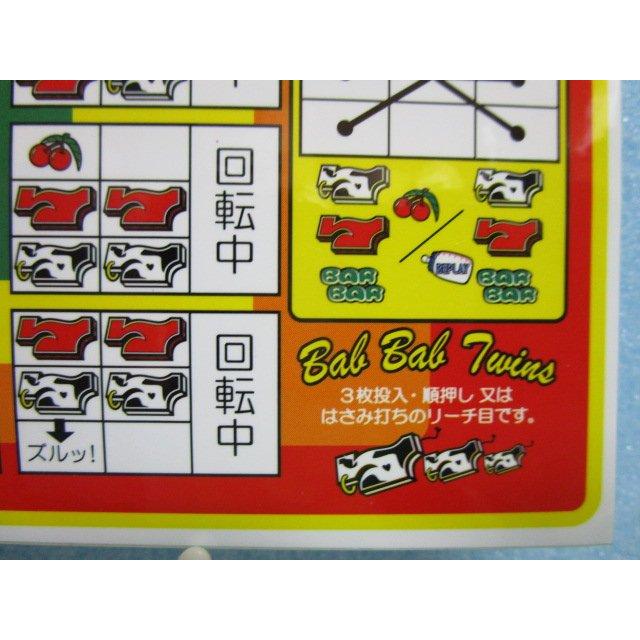 回転中
REPLAY
BAR
BAR
BAR
BAR
回転中
ズルッ!
Bab Bab Twins
3枚投入・順押し 又は
はさみ打ちのリーチ目です。